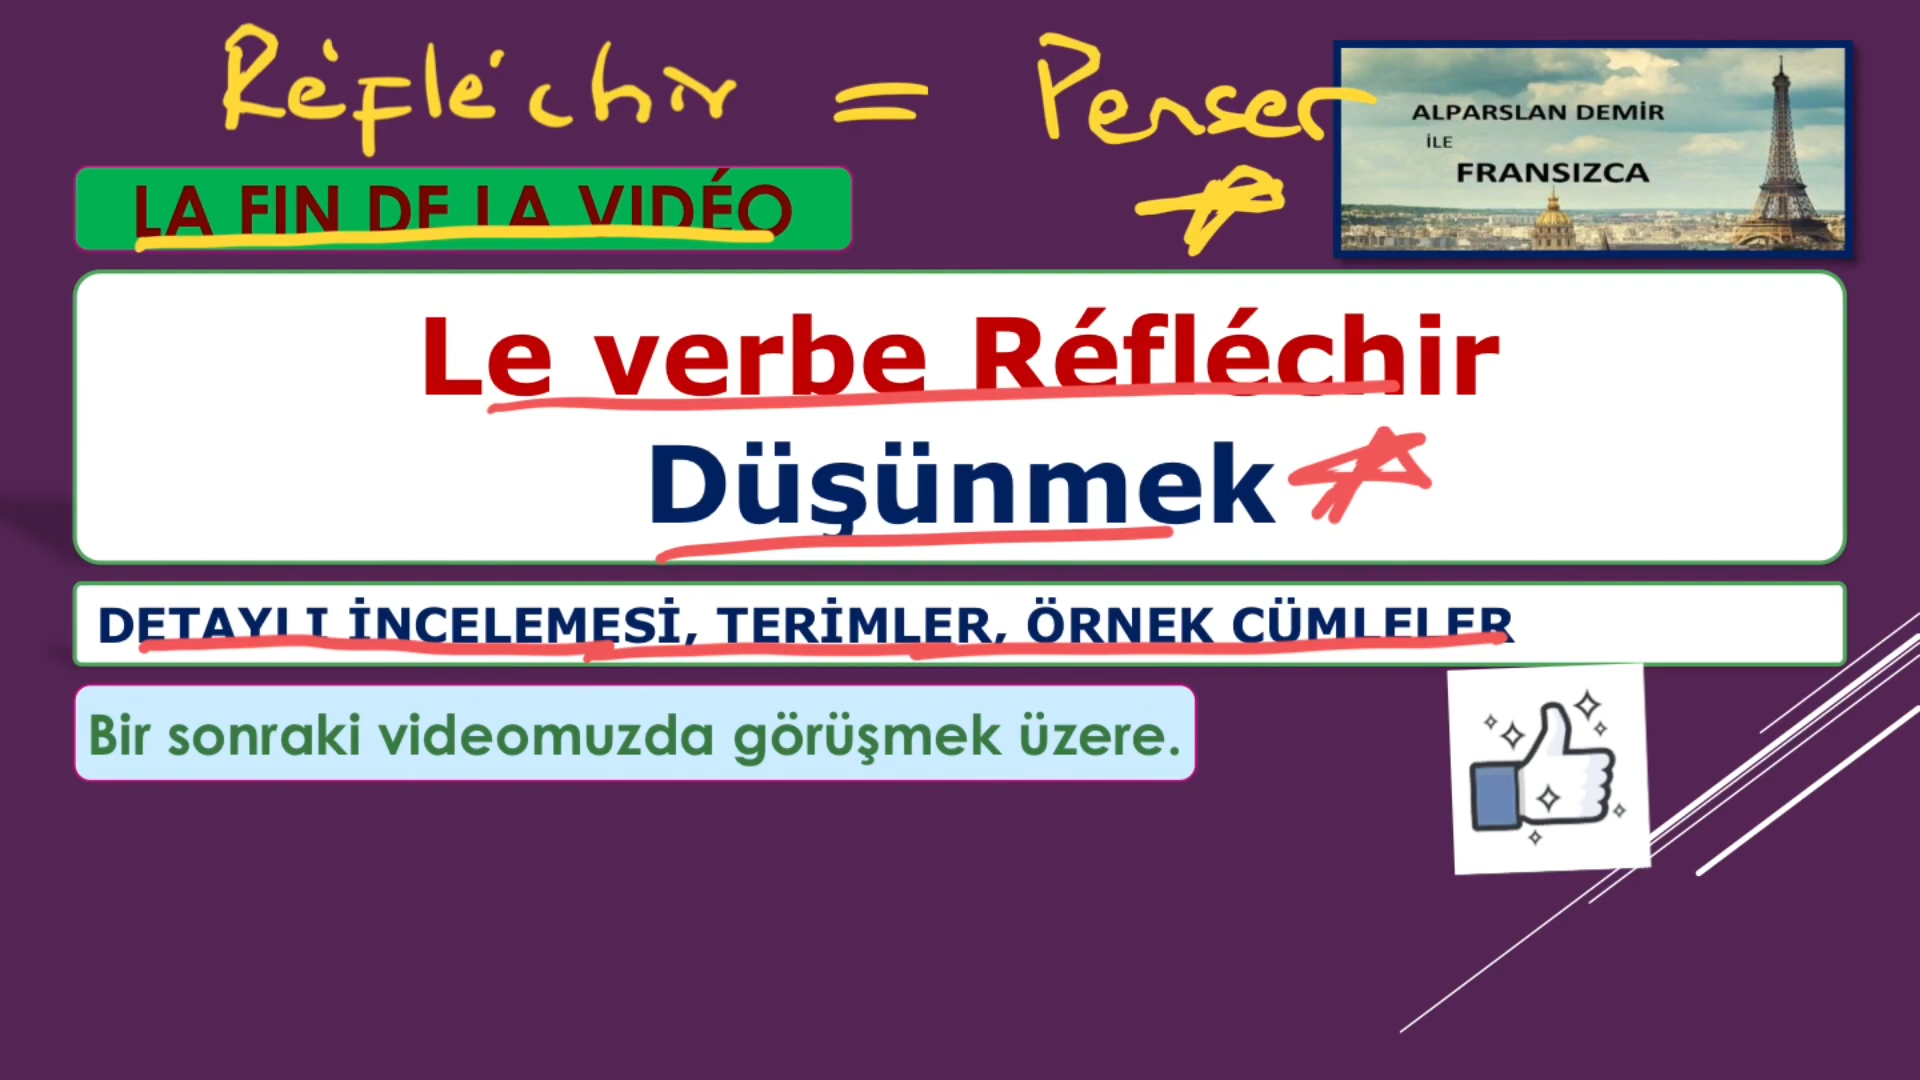 Réfléchir = Penser
ALPARSLAN DEMİR
İLE
FRANSIZCA
LA FIN DE LA VIDÉO
Le verbe Réfléchir
Düşünmek
DETAYLI İNCELEMESİ, TERİMLER, ÖRNEK CÜMLELER
Bir sonraki videomuzda görüşmek üzere.